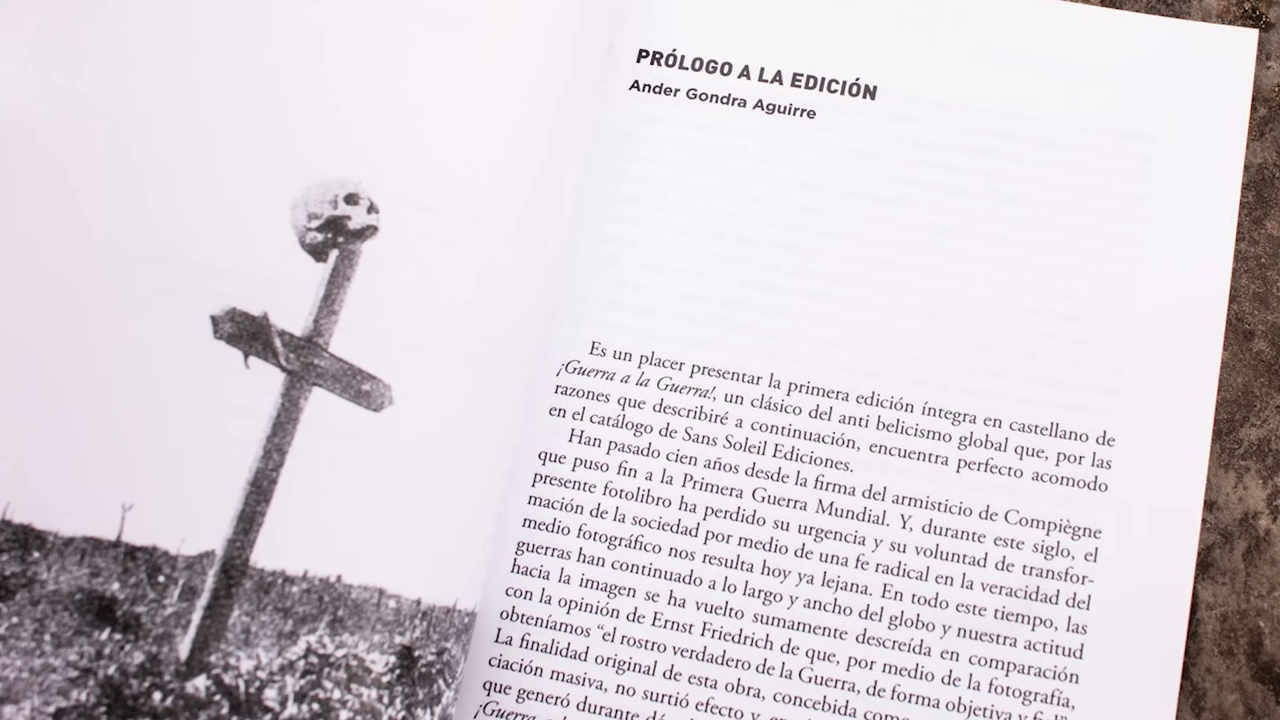 PRÓLOGO A LA EDICIÓN
Ander Gondra Aguirre
Es un placer presentar la primera edición íntegra en castellano de
¡Guerra a la Guerra!, un clásico del anti belicismo global que, por las
razones que describiré a continuación, encuentra perfecto acomodo
en el catálogo de Sans Soleil Ediciones.
Han pasado cien años desde la firma del armisticio de Compiègne
que puso fin a la Primera Guerra Mundial. Y, durante este siglo, el
presente fotolibro ha perdido su urgencia y su voluntad de transfor-
mación de la sociedad por medio de una fe radical en la veracidad del
medio fotográfico nos resulta hoy ya lejana. En todo este tiempo, las
guerras han continuado a lo largo y ancho del globo y nuestra actitud
hacia la imagen se ha vuelto sumamente descreída en comparación
con la opinión de Ernst Friedrich de que, por medio de la fotografía,
obteníamos “el rostro verdadero de la Guerra, de forma objetiva y
La finalidad original de esta obra, concebida como
ciación masiva, no surtió efecto y
que generó durante
¡Guerra